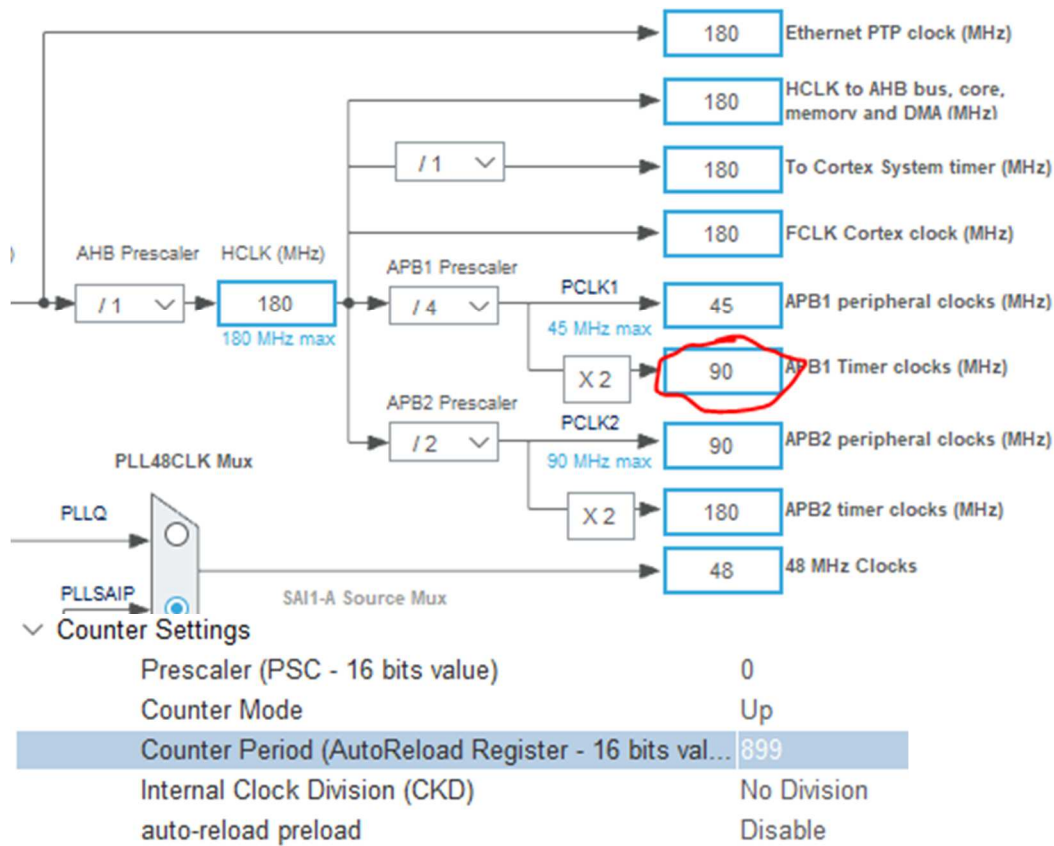 180 Ethernet PTP clock (MHz)
180 HCLK to AHB bus, core,
memory and DMA (MHz)
/ 1 180 To Cortex System timer (MHz)
180 FCLK Cortex clock (MHz)
) AHB Prescaler HCLK (MHz)
/ 1 180
180 MHz max
APB1 Prescaler
/ 4 PCLK1 45 APB1 peripheral clocks (MHz)
45 MHz max
X 2 90 APB1 Timer clocks (MHz)
APB2 Prescaler
/ 2 PCLK2 90 APB2 peripheral clocks (MHz)
90 MHz max
X 2 180 APB2 timer clocks (MHz)
PLL48CLK Mux
PLLQ
48 48 MHz Clocks
PLLSAIP
SAI1-A Source Mux
Counter Settings
Prescaler (PSC - 16 bits value) 0
Counter Mode Up
Counter Period (AutoReload Register - 16 bits val... 899
Internal Clock Division (CKD) No Division
auto-reload preload Disable